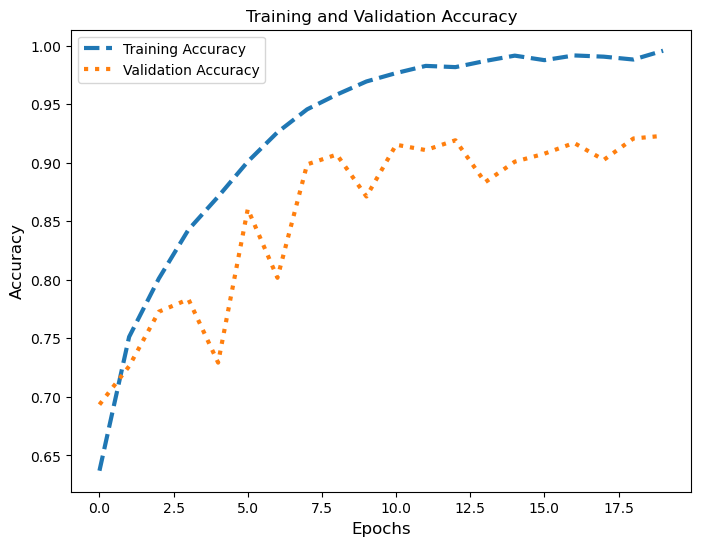 Training and Validation Accuracy
Training Accuracy
Validation Accuracy
1.00
0.95
0.90
0.85
0.80
0.75
0.70
0.65
Accuracy
0.0 2.5 5.0 7.5 10.0 12.5 15.0 17.5
Epochs